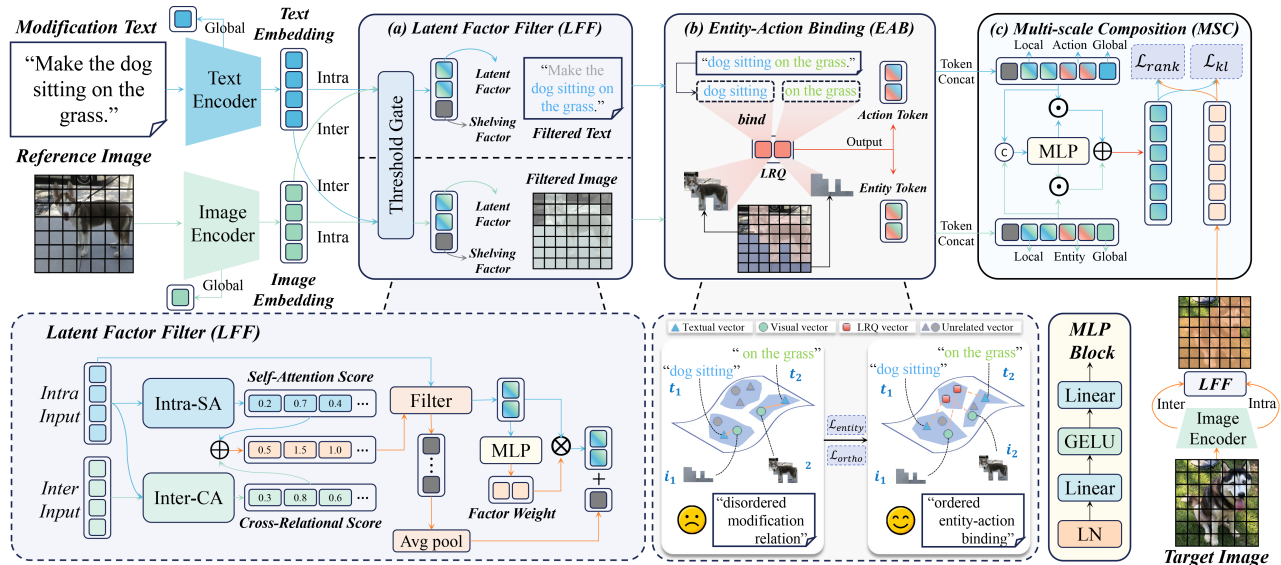 Modification Text
“Make the dog
sitting on the
grass.”
Reference Image
Global
Text
Encoder
Image
Encoder
Global
Text
Embedding
Image
Embedding
Intra
Inter
Inter
Intra
(a) Latent Factor Filter (LFF)
Threshold Gate
Latent
Factor
Shelving
Factor
“Make the
dog sitting on
the grass.”
Filtered Text
Latent
Factor
Shelving
Factor
Filtered Image
(b) Entity-Action Binding (EAB)
“dog sitting on the grass.”
dog sitting
on the grass
bind
LRQ
Output
Action Token
Entity Token
(c) Multi-scale Composition (MSC)
Token
Concat
Local
Action
Global
C
MLP
Token
Concat
Local
Entity
Global
ℒrank
ℒkl
Latent Factor Filter (LFF)
Intra
Input
Inter
Input
Intra-SA
Inter-CA
Self-Attention Score
0.2 0.7 0.4 ...
0.5 1.5 1.0 ...
0.3 0.8 0.6 ...
Cross-Relational Score
Filter
MLP
Factor Weight
Avg pool
Textual vector
Visual vector
LRQ vector
Unrelated vector
“on the grass”
“dog sitting”
t1
t2
i1
2
“disordered
modification
relation”
ℒentity
ℒortho
“on the grass”
“dog sitting”
t1
t2
i1
i2
“ordered
entity-action
binding”
MLP
Block
Linear
GELU
Linear
LN
LFF
Inter
Intra
Image
Encoder
Target Image